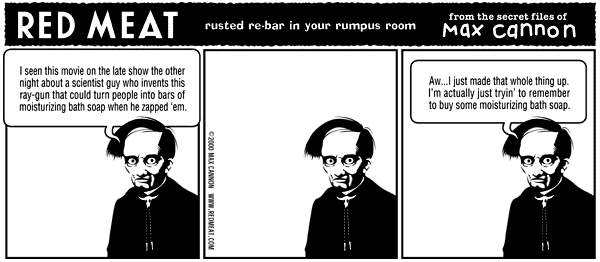 RED MEAT
rusted re-bar in your rumpus room
from the secret files of
max cannon
I seen this movie on the late show the other
night about a scientist guy who invents this
ray-gun that could turn people into bars of
moisturizing bath soap when he zapped 'em.
©2000 MAX CANNON WWW.REDMEAT.COM
Aw...I just made that whole thing up.
I'm actually just tryin' to remember
to buy some moisturizing bath soap.